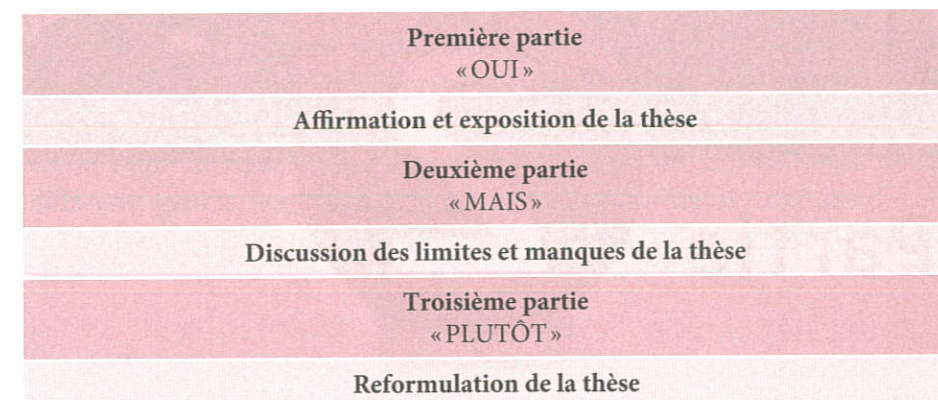 Première partie
« OUI »
Affirmation et exposition de la thèse
Deuxième partie
« MAIS »
Discussion des limites et manques de la thèse
Troisième partie
« PLUTÔT »
Reformulation de la thèse